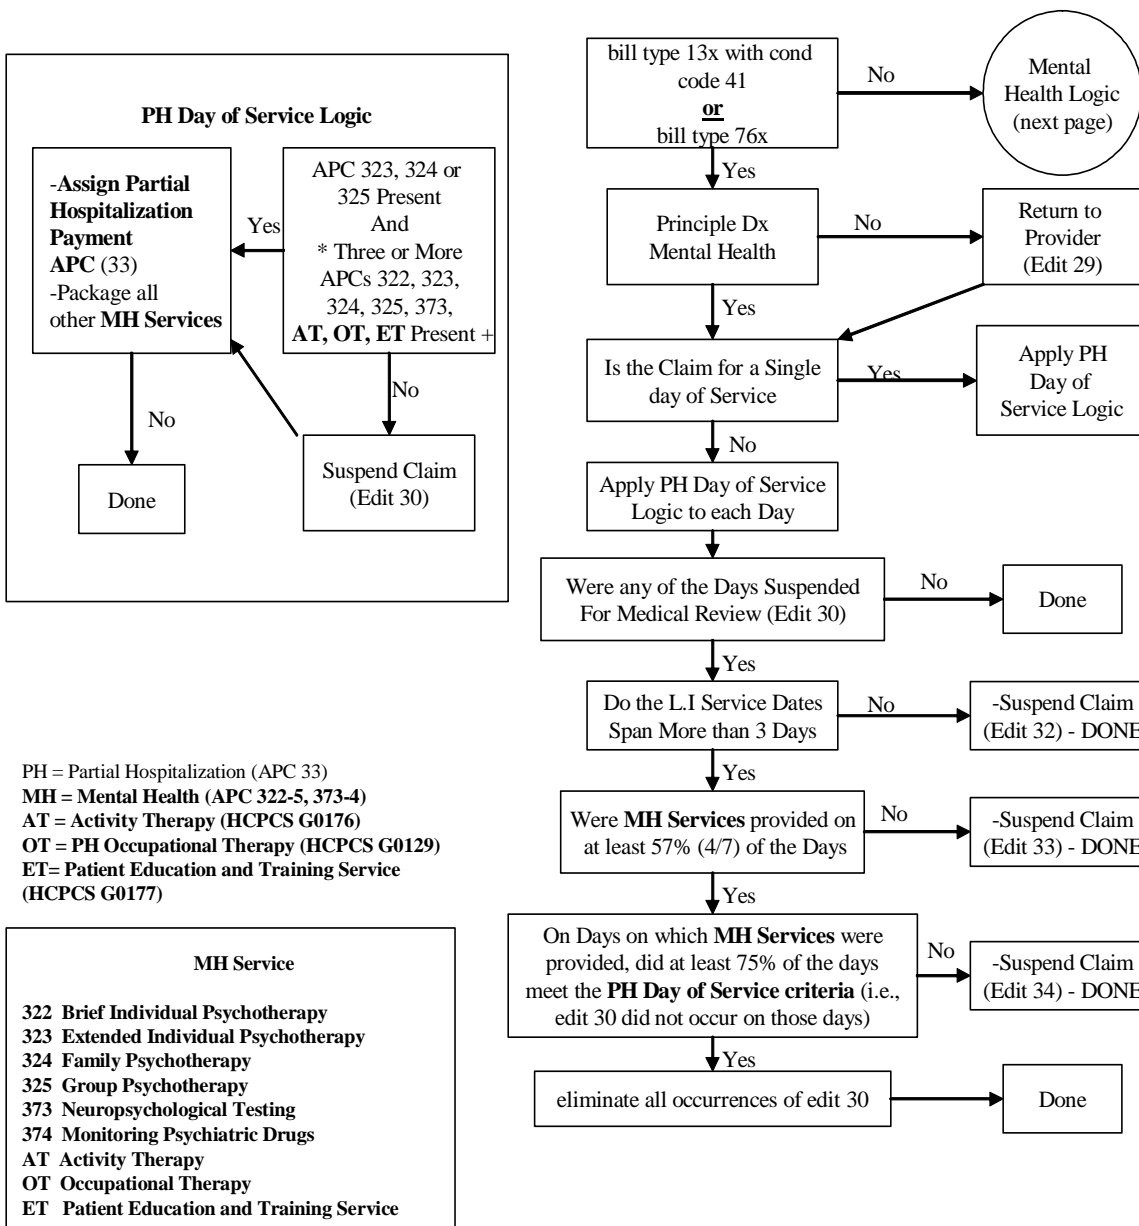 PH Day of Service Logic
-Assign Partial
Hospitalization
Payment
APC (33)
-Package all
other MH Services
Yes
APC 323, 324 or
325 Present
And
* Three or More
APCs 322, 323,
324, 325, 373,
AT, OT, ET Present +
No
No
Done
Suspend Claim
(Edit 30)
bill type 13x with cond
code 41
or
bill type 76x
No
Mental
Health Logic
(next page)
Yes
Principle Dx
Mental Health
No
Return to
Provider
(Edit 29)
Yes
Is the Claim for a Single
day of Service
Yes
Apply PH
Day of
Service Logic
No
Apply PH Day of Service
Logic to each Day
Were any of the Days Suspended
For Medical Review (Edit 30)
No
Done
Yes
Do the L.I Service Dates
Span More than 3 Days
No
-Suspend Claim
(Edit 32) - DONE
Yes
Were MH Services provided on
at least 57% (4/7) of the Days
No
-Suspend Claim
(Edit 33) - DONE
Yes
On Days on which MH Services were
provided, did at least 75% of the days
meet the PH Day of Service criteria (i.e.,
edit 30 did not occur on those days)
No
-Suspend Claim
(Edit 34) - DONE
Yes
eliminate all occurrences of edit 30
Done
PH = Partial Hospitalization (APC 33)
MH = Mental Health (APC 322-5, 373-4)
AT = Activity Therapy (HCPCS G0176)
OT = PH Occupational Therapy (HCPCS G0129)
ET= Patient Education and Training Service
(HCPCS G0177)
MH Service
322 Brief Individual Psychotherapy
323 Extended Individual Psychotherapy
324 Family Psychotherapy
325 Group Psychotherapy
373 Neuropsychological Testing
374 Monitoring Psychiatric Drugs
AT Activity Therapy
OT Occupational Therapy
ET Patient Education and Training Service